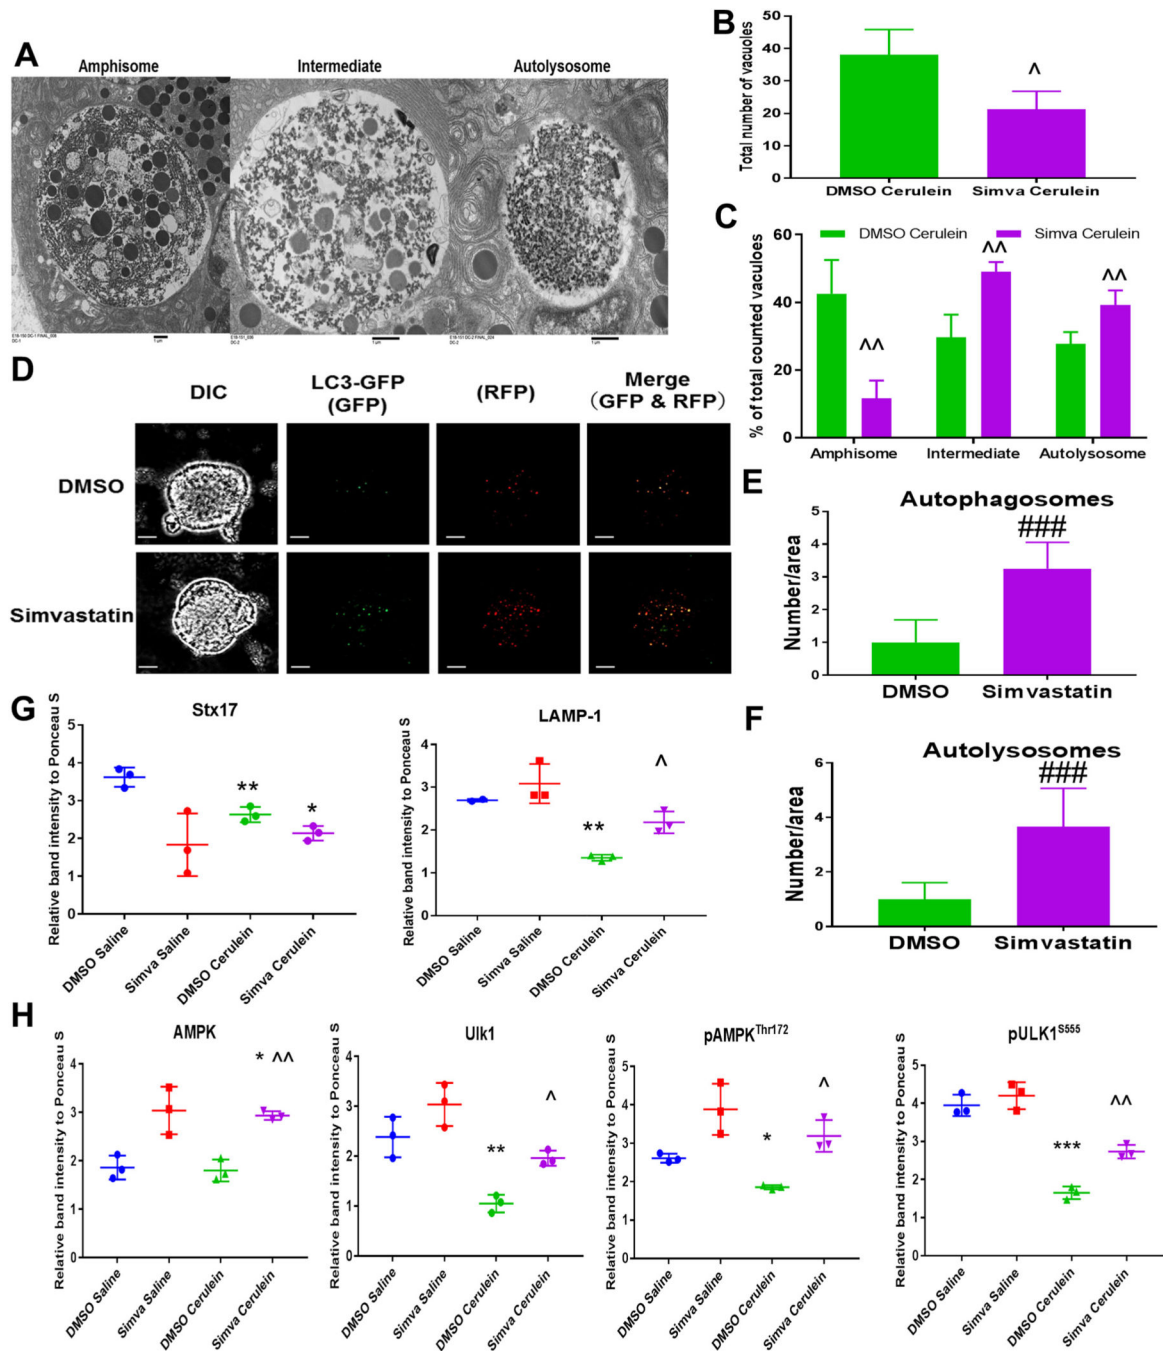 A
Amphisome
Intermediate
Autolysosome
1 µm
1 µm
1 µm
B
Total number of vacuoles
50
40
30
20
10
0
^
DMSO Cerulein
Simva Cerulein
C
DMSO Cerulein
Simva Cerulein
% of total counted vacuoles
60
40
20
0
^^
^^
^^
Amphisome
Intermediate
Autolysosome
D
DIC
LC3-GFP
(GFP)
(RFP)
Merge
(GFP & RFP)
DMSO
Simvastatin
E
Autophagosomes
###
Number/area
5
4
3
2
1
0
DMSO
Simvastatin
F
Autolysosomes
###
Number/area
6
4
2
0
DMSO
Simvastatin
G
Stx17
Relative band intensity to Ponceau S
5
4
3
2
1
0
**
*
DMSO Saline
Simva Saline
DMSO Cerulein
Simva Cerulein
LAMP-1
Relative band intensity to Ponceau S
4
3
2
1
0
**
^
DMSO Saline
Simva Saline
DMSO Cerulein
Simva Cerulein
H
AMPK
Relative band intensity to Ponceau S
4
3
2
1
0
* ^^
DMSO Saline
Simva Saline
DMSO Cerulein
Simva Cerulein
Ulk1
Relative band intensity to Ponceau S
4
3
2
1
0
**
^
DMSO Saline
Simva Saline
DMSO Cerulein
Simva Cerulein
pAMPKThr172
Relative band intensity to Ponceau S
5
4
3
2
1
0
*
^
DMSO Saline
Simva Saline
DMSO Cerulein
Simva Cerulein
pULK1S555
Relative band intensity to Ponceau S
5
4
3
2
1
0
***
^^
DMSO Saline
Simva Saline
DMSO Cerulein
Simva Cerulein